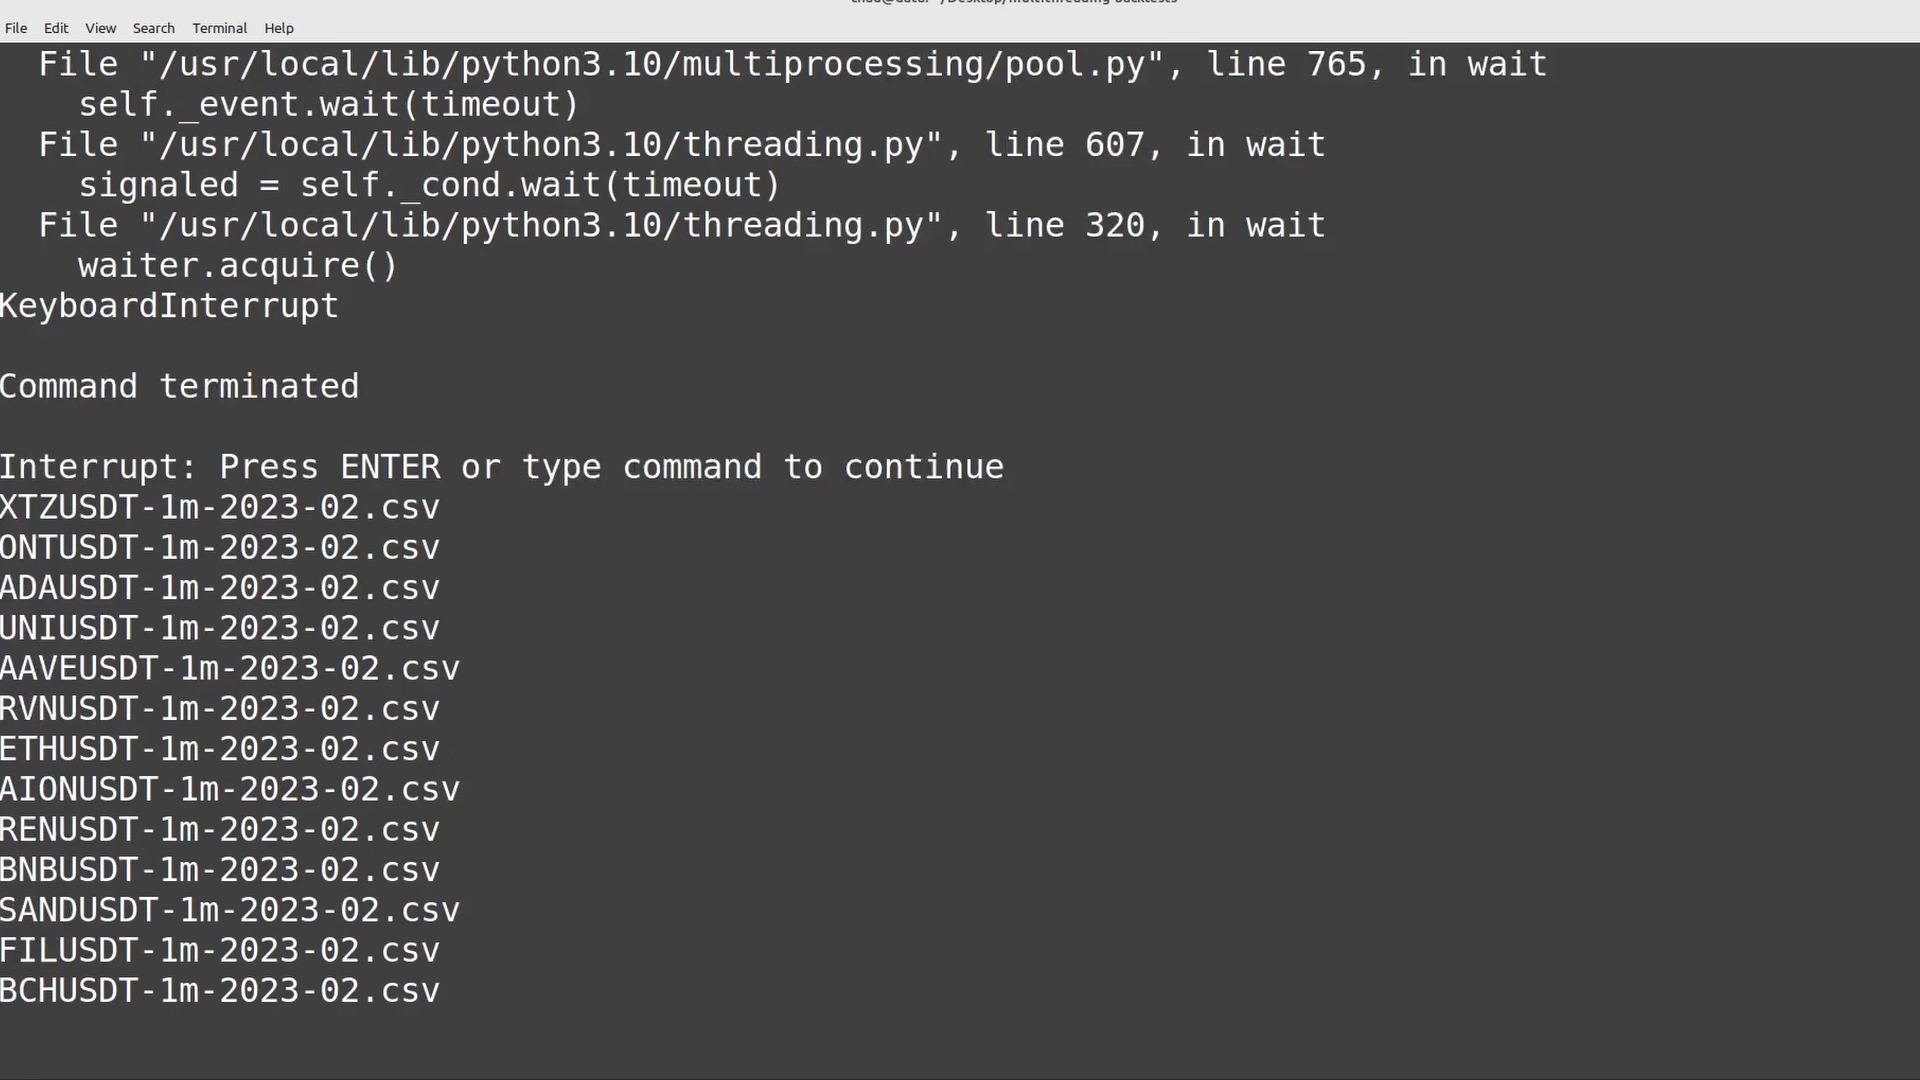 File Edit View Search Terminal Help
File "/usr/local/lib/python3.10/multiprocessing/pool.py", line 765, in wait
self._event.wait(timeout)
File "/usr/local/lib/python3.10/threading.py", line 607, in wait
signaled = self._cond.wait(timeout)
File "/usr/local/lib/python3.10/threading.py", line 320, in wait
waiter.acquire()
KeyboardInterrupt
Command terminated
Interrupt: Press ENTER or type command to continue
XTZUSDT-1m-2023-02.csv
ONTUSDT-1m-2023-02.csv
ADAUSDT-1m-2023-02.csv
UNIUSDT-1m-2023-02.csv
AAVEUSDT-1m-2023-02.csv
RVNUSDT-1m-2023-02.csv
ETHUSDT-1m-2023-02.csv
AIONUSDT-1m-2023-02.csv
RENUSDT-1m-2023-02.csv
BNBUSDT-1m-2023-02.csv
SANDUSDT-1m-2023-02.csv
FILUSDT-1m-2023-02.csv
BCHUSDT-1m-2023-02.csv